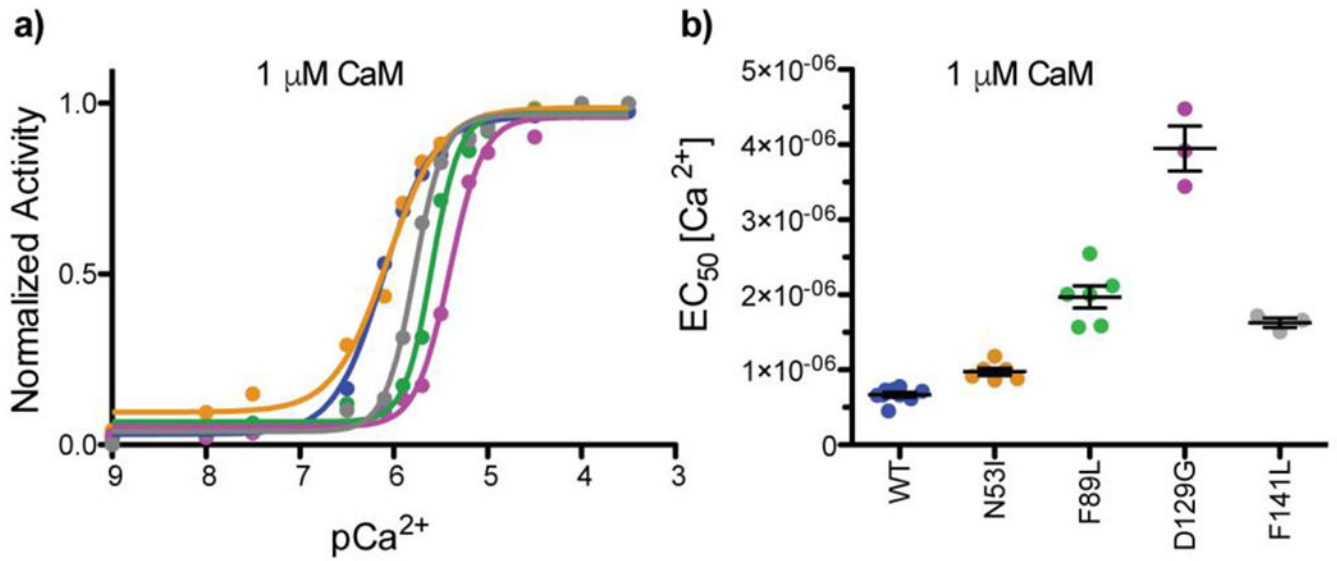 a)
1 μM CaM
Normalized Activity
1.0
0.5
0.0
9 8 7 6 5 4 3
pCa²⁺
b)
1 μM CaM
EC₅₀ [Ca²⁺]
5×10⁻⁰⁶
4×10⁻⁰⁶
3×10⁻⁰⁶
2×10⁻⁰⁶
1×10⁻⁰⁶
0
WT
N53I
F89L
D129G
F141L